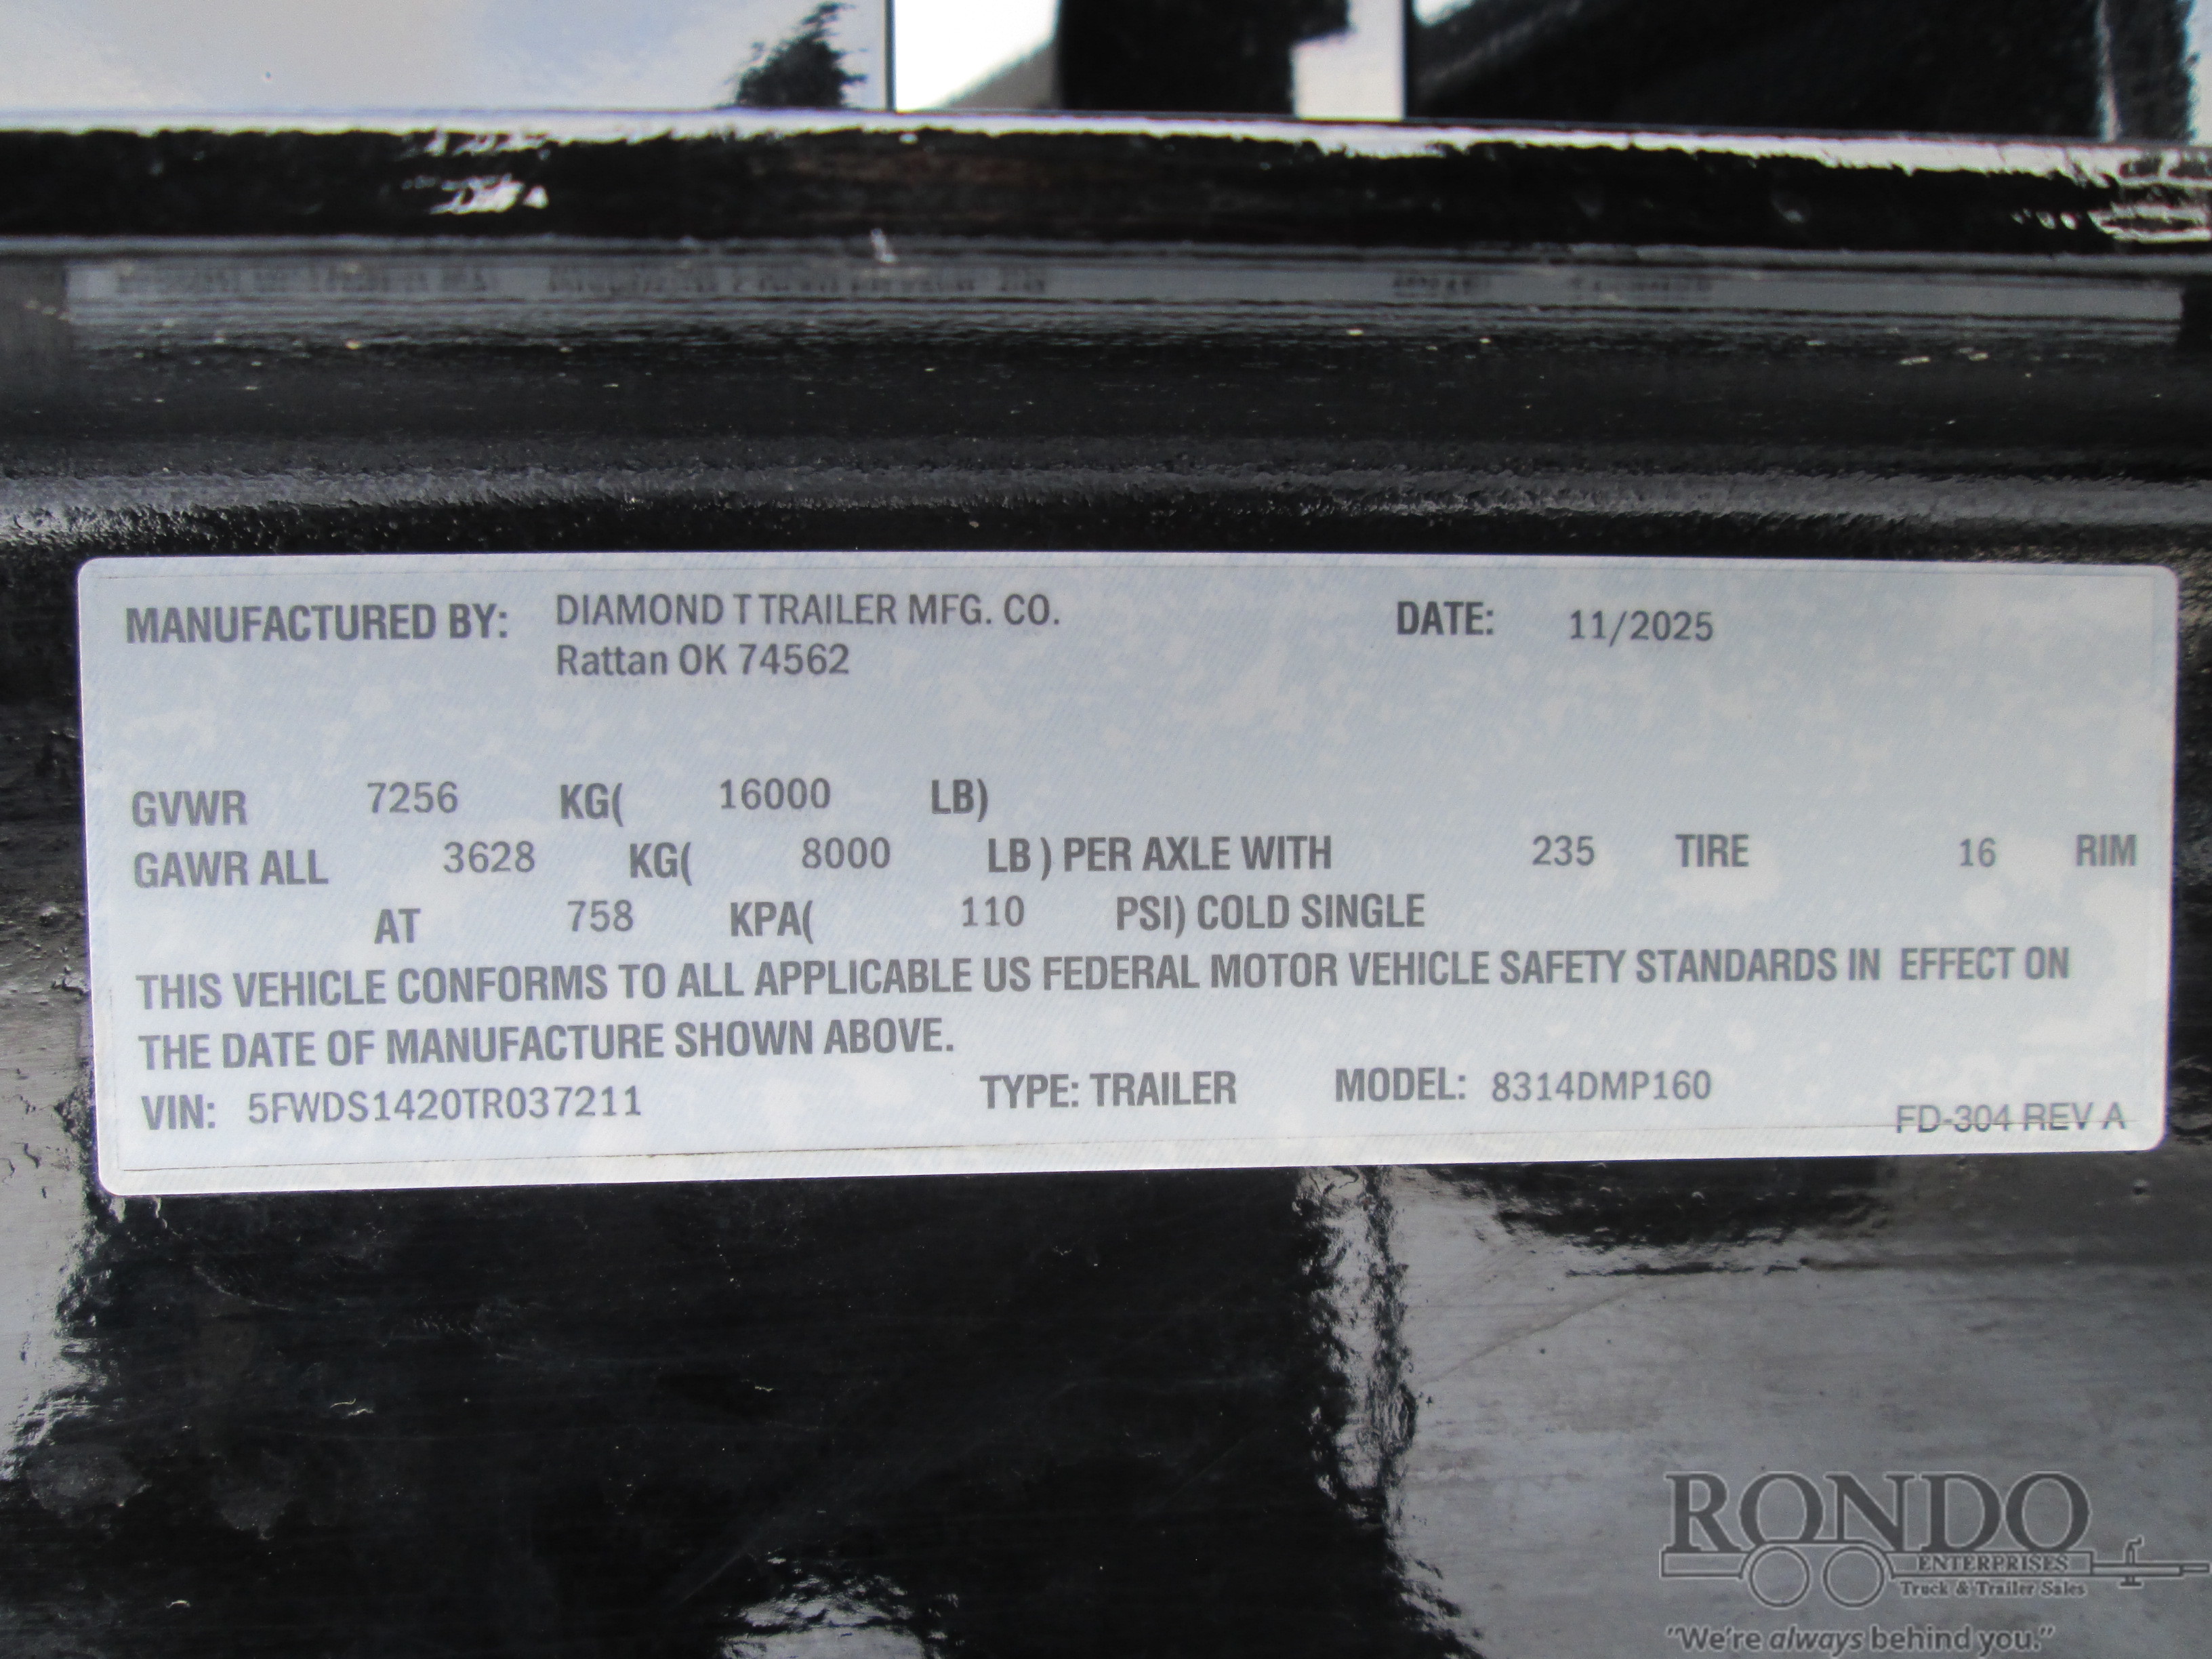 MANUFACTURED BY: DIAMOND T TRAILER MFG. CO. DATE: 11/2025
Rattan OK 74562
GVWR 7256 KG( 16000 LB)
GAWR ALL 3628 KG( 8000 LB ) PER AXLE WITH 235 TIRE 16 RIM
AT 758 KPA( 110 PSI) COLD SINGLE
THIS VEHICLE CONFORMS TO ALL APPLICABLE US FEDERAL MOTOR VEHICLE SAFETY STANDARDS IN EFFECT ON
THE DATE OF MANUFACTURE SHOWN ABOVE.
VIN: 5FWDS1420TR037211 TYPE: TRAILER MODEL: 8314DMP160
FD-304 REV A
RONDO
ENTERPRISES
Truck & Trailer Sales
"We're always behind you."